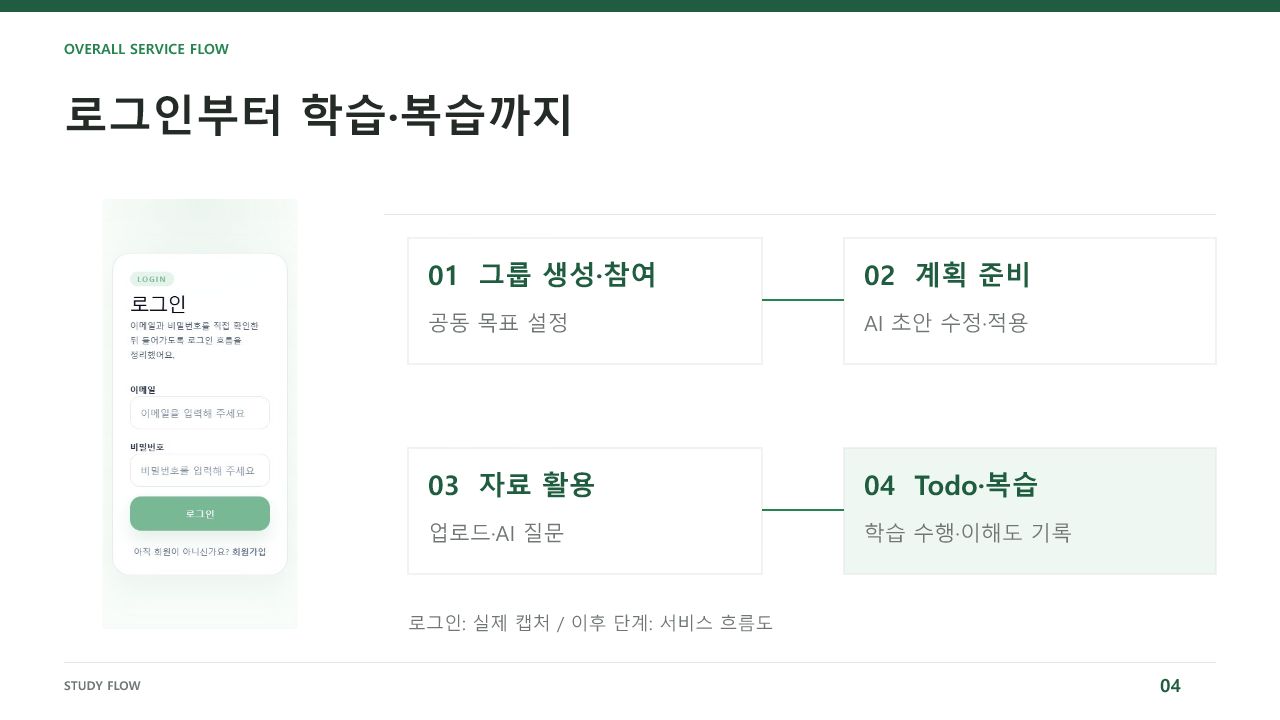 OVERALL SERVICE FLOW
로그인부터 학습·복습까지
LOGIN
로그인
이메일과 비밀번호를 직접 확인한
뒤 들어가도록 로그인 흐름을
정리했어요.
이메일
이메일을 입력해 주세요
비밀번호
비밀번호를 입력해 주세요
로그인
아직 회원이 아니신가요? 회원가입
01 그룹 생성·참여
공동 목표 설정
02 계획 준비
AI 초안 수정·적용
03 자료 활용
업로드·AI 질문
04 Todo·복습
학습 수행·이해도 기록
로그인: 실제 캡처 / 이후 단계: 서비스 흐름도
STUDY FLOW
04